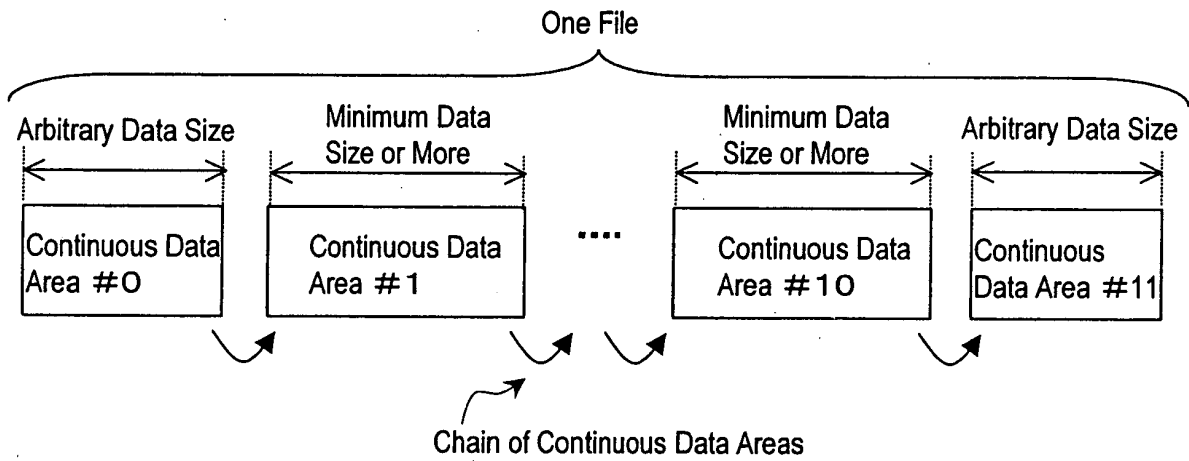 One File
Arbitrary Data Size
Minimum Data
Size or More
Minimum Data
Size or More
Arbitrary Data Size
Continuous Data
Area #0
Continuous Data
Area #1
....
Continuous Data
Area #10
Continuous
Data Area #11
Chain of Continuous Data Areas